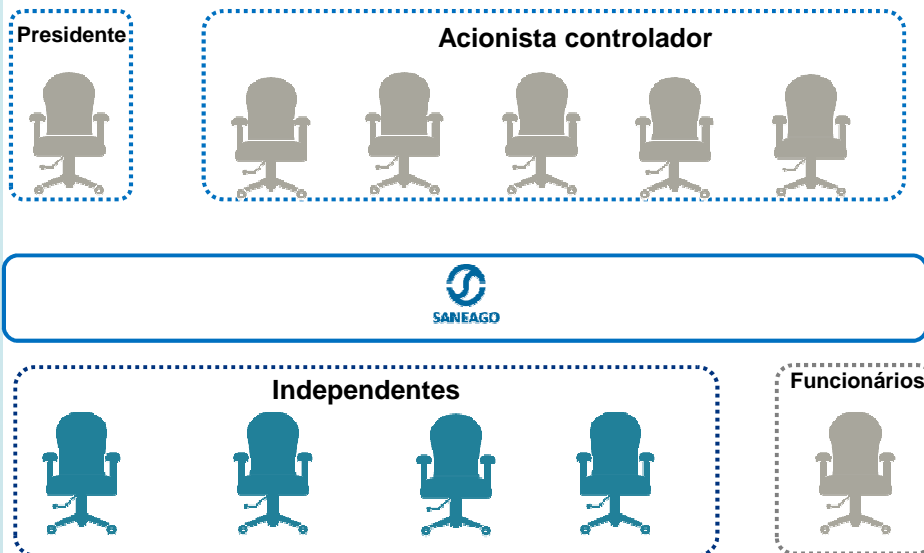 Presidente
Acionista controlador
SANEAGO
Independentes
Funcionários